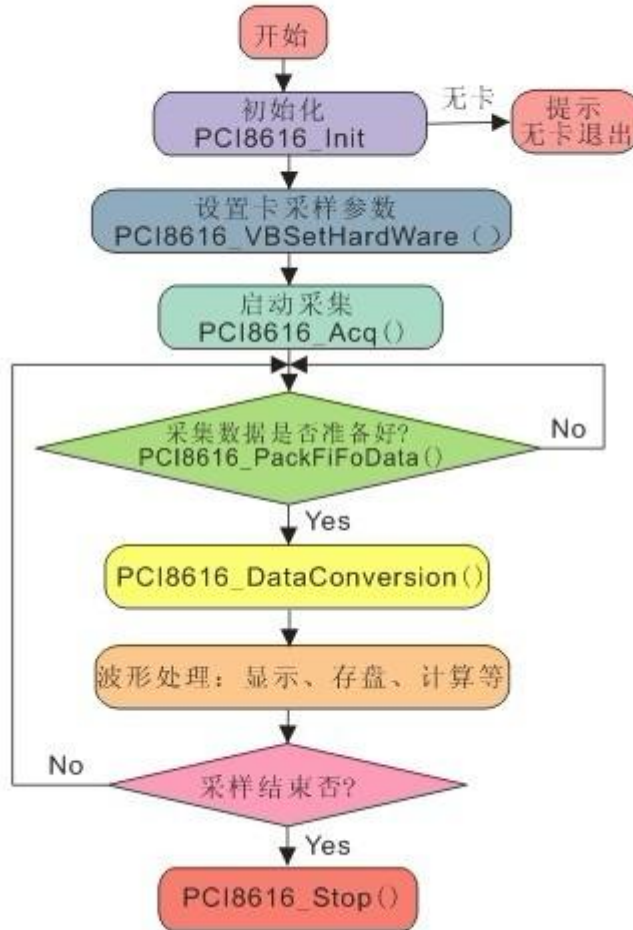 开始
初始化
PCI8616_Init
无卡
提示
无卡退出
设置卡采样参数
PCI8616_VBSetHardWare（）
启动采集
PCI8616_Acq()
采集数据是否准备好?
PCI8616_PackFiFoData()
No
Yes
PCI8616_DataConversion()
波形处理：显示、存盘、计算等
No
采样结束否?
Yes
PCI8616_Stop()